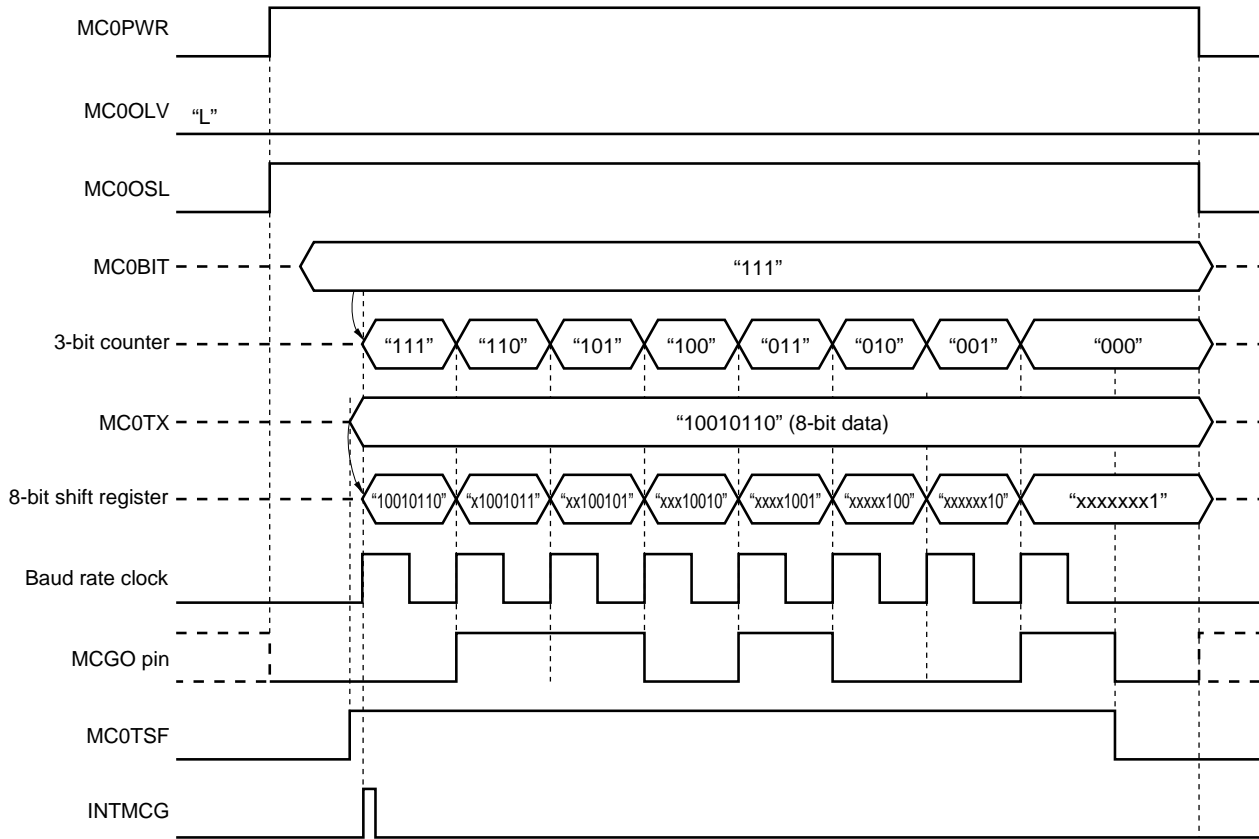 MC0PWR
MC0OLV “L”
MC0OSL
MC0BIT “111”
3-bit counter “111” “110” “101” “100” “011” “010” “001” “000”
MC0TX “10010110” (8-bit data)
8-bit shift register “10010110” “x1001011” “xx100101” “xxx10010” “xxxx1001” “xxxxx100” “xxxxxx10” “xxxxxxx1”
Baud rate clock
MCGO pin
MC0TSF
INTMCG